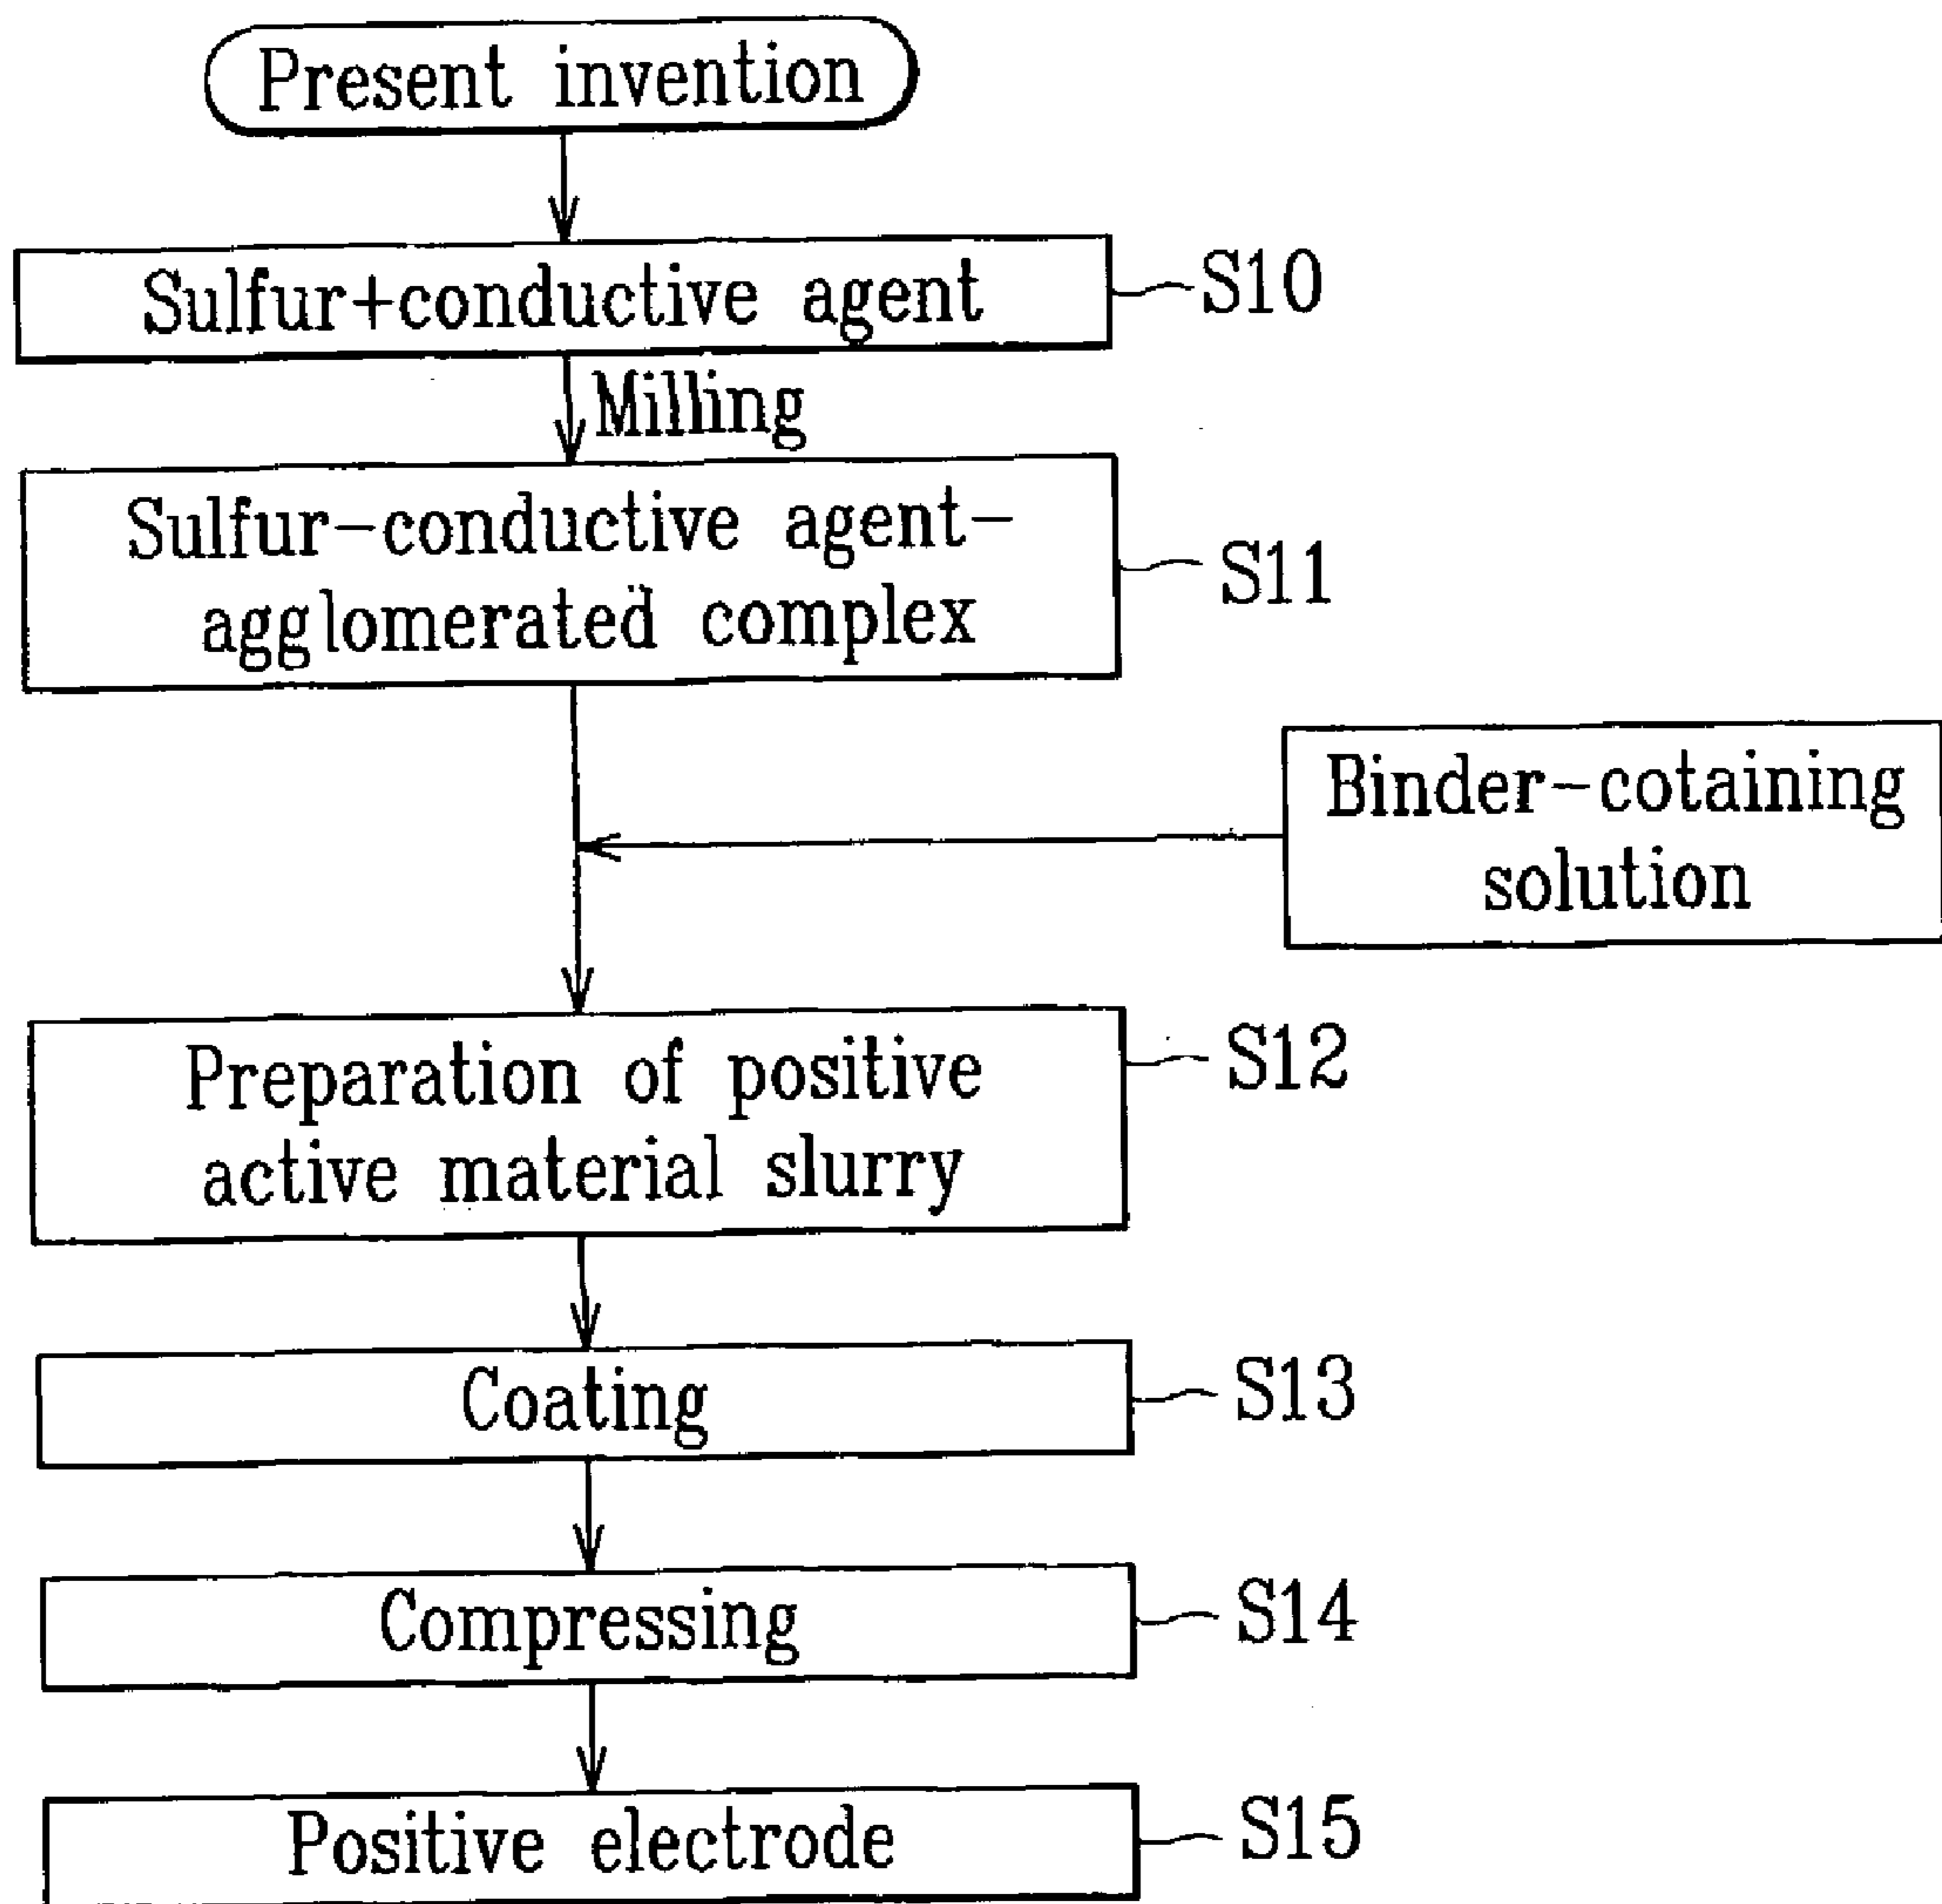 Present invention
Sulfur+conductive agent
S10
Milling
Sulfur-conductive agent-
agglomerated complex
S11
Binder-cotaining
solution
Preparation of positive
active material slurry
S12
Coating
S13
Compressing
S14
Positive electrode
S15